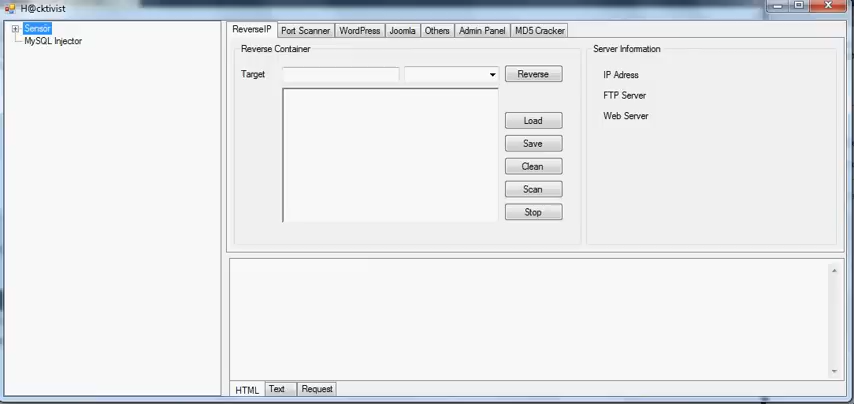 H@cktivist
Sensör
MySQL Injector
ReverseIP
Port Scanner
WordPress
Joomla
Others
Admin Panel
MD5 Cracker
Reverse Container
Target
Reverse
Load
Save
Clean
Scan
Stop
Server Information
IP Adress
FTP Server
Web Server
HTML
Text
Request